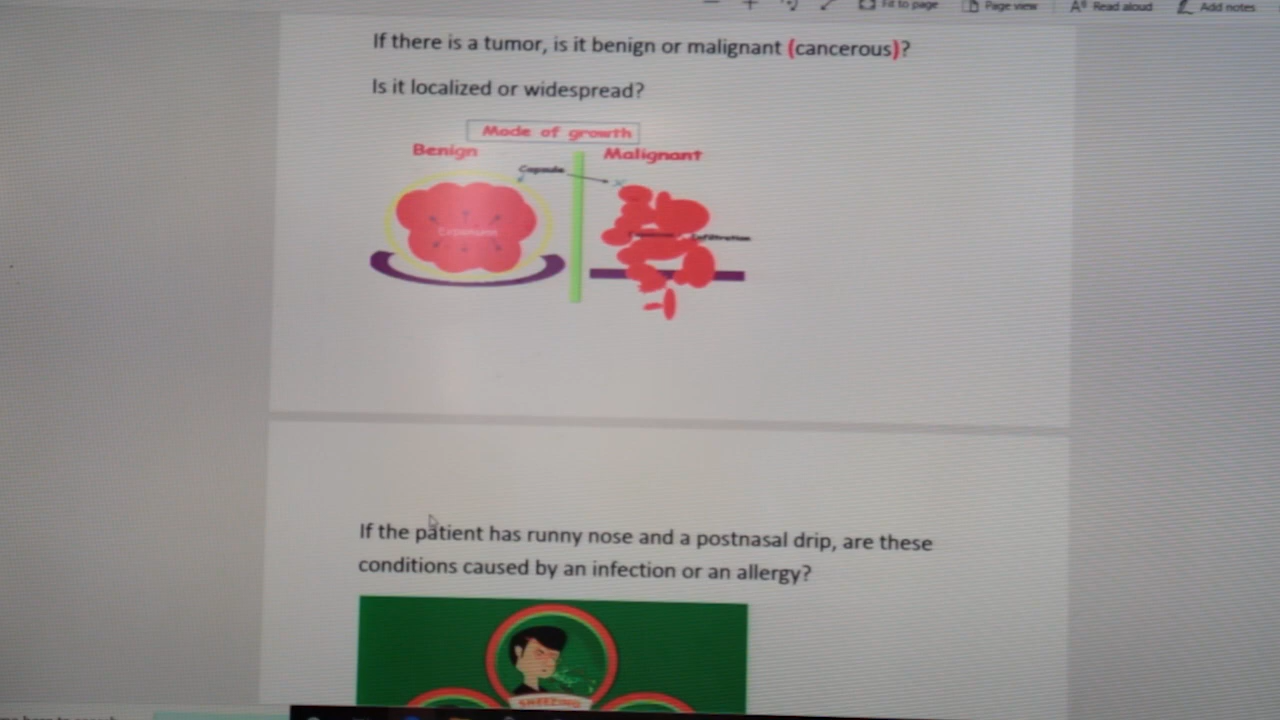 Fit to page
Page view
Read aloud
Add notes
If there is a tumor, is it benign or malignant (cancerous)?
Is it localized or widespread?
Mode of growth
Benign
Malignant
Capsule
Expansion
Infiltration
If the patient has runny nose and a postnasal drip, are these
conditions caused by an infection or an allergy?
SNEEZING